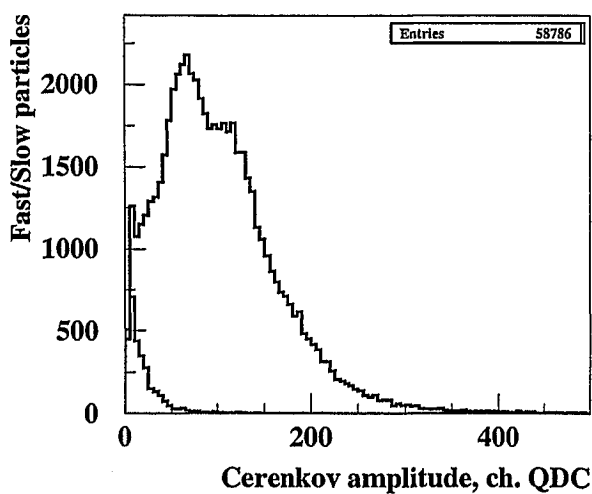 Entries 58786
Fast/Slow particles
2000
1500
1000
500
0
0 200 400
Cerenkov amplitude, ch. QDC